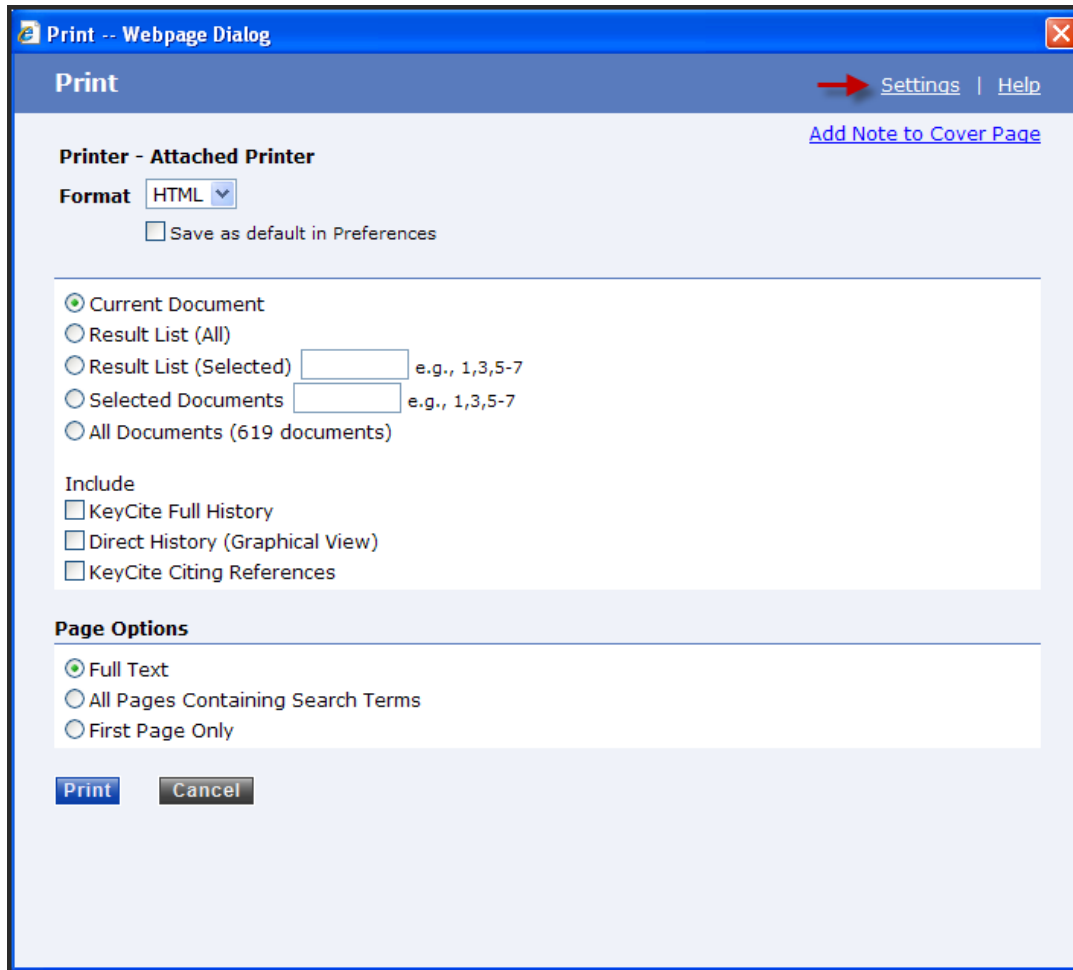 Print -- Webpage Dialog
Print
Settings | Help
Add Note to Cover Page
Printer - Attached Printer
Format HTML
Save as default in Preferences
Current Document
Result List (All)
Result List (Selected) e.g., 1,3,5-7
Selected Documents e.g., 1,3,5-7
All Documents (619 documents)
Include
KeyCite Full History
Direct History (Graphical View)
KeyCite Citing References
Page Options
Full Text
All Pages Containing Search Terms
First Page Only
Print Cancel